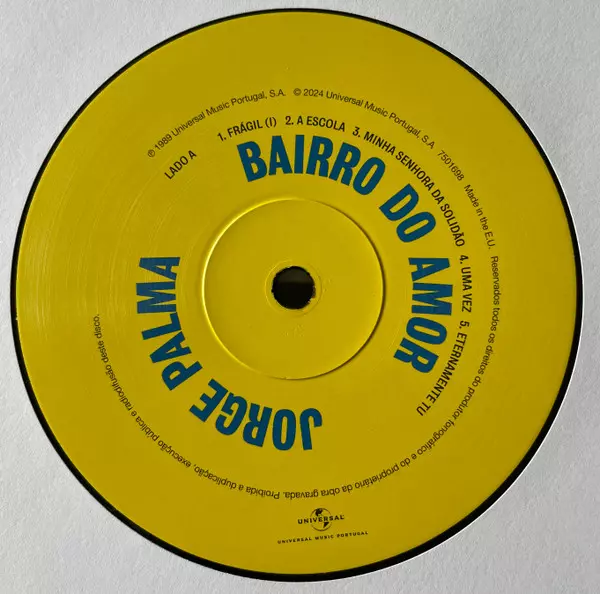 ℗ 1989 Universal Music Portugal, S.A. © 2024 Universal Music Portugal, S.A 7501698 Made in the E.U. Reservados todos os direitos do produtor fonográfico e do proprietário da obra gravada. Proibida a duplicação, execução pública e radiodifusão deste disco.
LADO A
1. FRÁGIL (I) 2. A ESCOLA 3. MINHA SENHORA DA SOLIDÃO 4. UMA VEZ 5. ETERNAMENTE TU
BAIRRO DO AMOR
JORGE PALMA
UNIVERSAL
UNIVERSAL MUSIC PORTUGAL